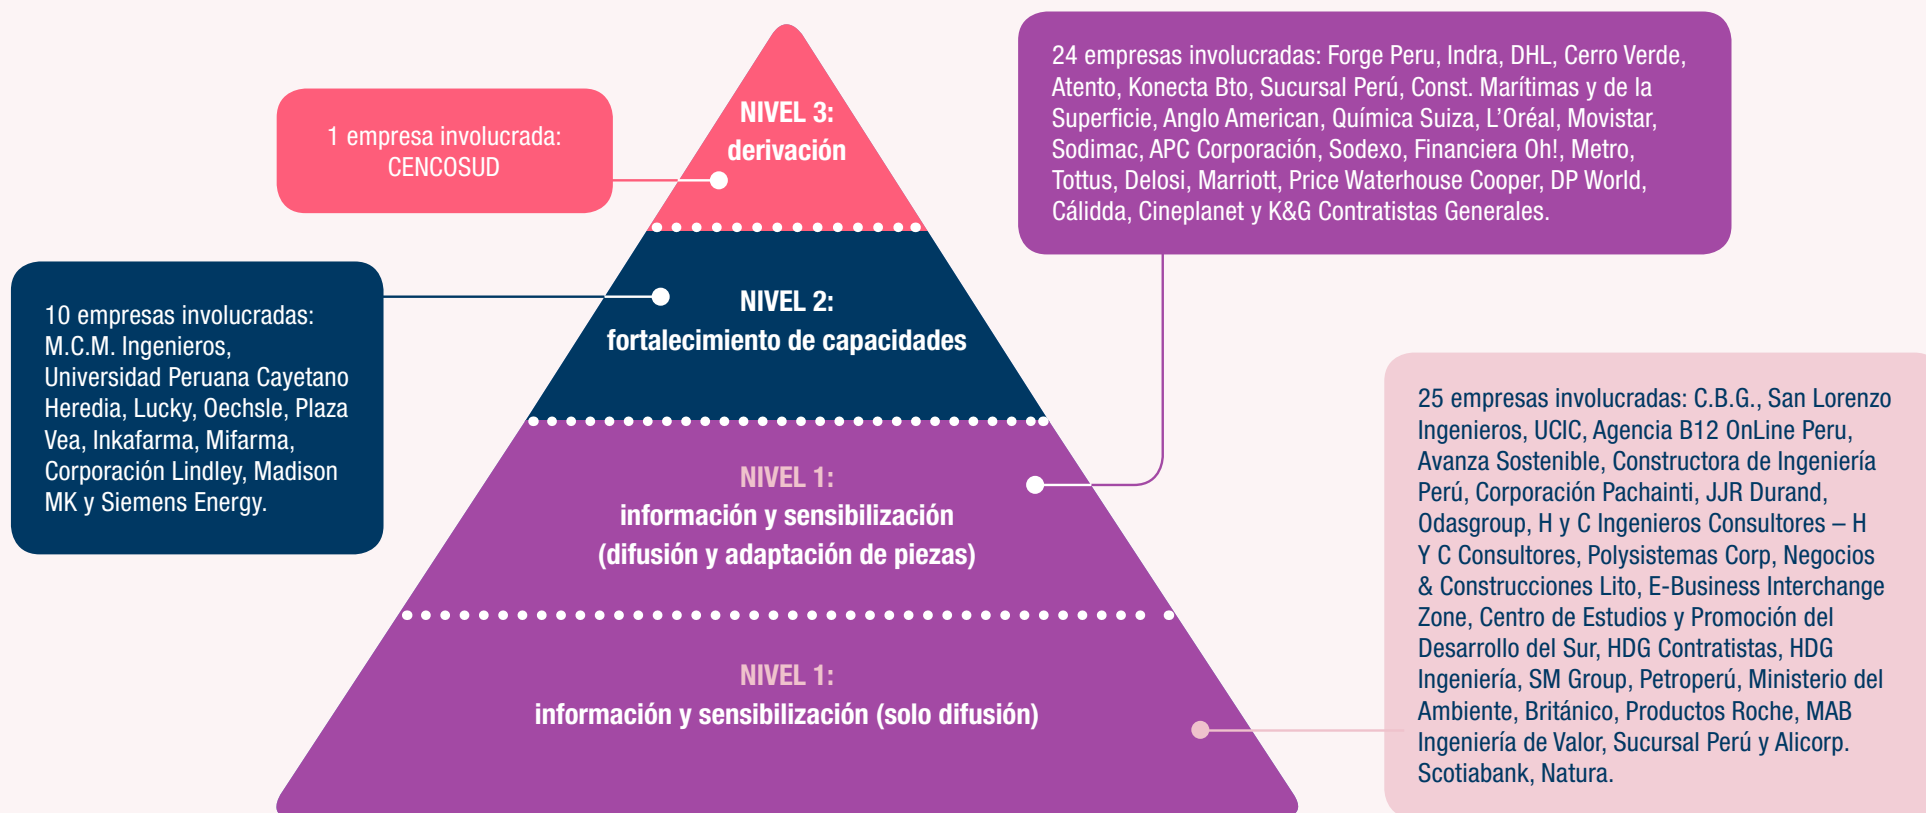 NIVEL 3:
derivación
1 empresa involucrada:
CENCOSUD
24 empresas involucradas: Forge Peru, Indra, DHL, Cerro Verde,
Atento, Konecta Bto, Sucursal Perú, Const. Marítimas y de la
Superficie, Anglo American, Química Suiza, L’Oréal, Movistar,
Sodimac, APC Corporación, Sodexo, Financiera Oh!, Metro,
Tottus, Delosi, Marriott, Price Waterhouse Cooper, DP World,
Cálidda, Cineplanet y K&G Contratistas Generales.
NIVEL 2:
fortalecimiento de capacidades
10 empresas involucradas:
M.C.M. Ingenieros,
Universidad Peruana Cayetano
Heredia, Lucky, Oechsle, Plaza
Vea, Inkafarma, Mifarma,
Corporación Lindley, Madison
MK y Siemens Energy.
NIVEL 1:
información y sensibilización
(difusión y adaptación de piezas)
NIVEL 1:
información y sensibilización (solo difusión)
25 empresas involucradas: C.B.G., San Lorenzo
Ingenieros, UCIC, Agencia B12 OnLine Peru,
Avanza Sostenible, Constructora de Ingeniería
Perú, Corporación Pachainti, JJR Durand,
Odasgroup, H y C Ingenieros Consultores – H
Y C Consultores, Polysistemas Corp, Negocios
& Construcciones Lito, E-Business Interchange
Zone, Centro de Estudios y Promoción del
Desarrollo del Sur, HDG Contratistas, HDG
Ingeniería, SM Group, Petroperú, Ministerio del
Ambiente, Británico, Productos Roche, MAB
Ingeniería de Valor, Sucursal Perú y Alicorp.
Scotiabank, Natura.